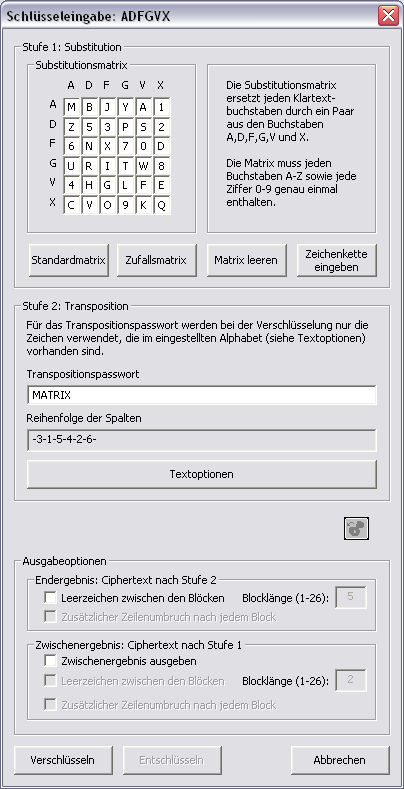 Schlüsseleingabe: ADFGVX
Stufe 1: Substitution
Substitutionsmatrix
A D F G V X
A M B J Y A 1
D Z 5 3 P S 2
F 6 N X 7 0 D
G U R I T W 8
V 4 H G L F E
X C V O 9 K Q
Die Substitutionsmatrix
ersetzt jeden Klartext-
buchstaben durch ein Paar
aus den Buchstaben
A,D,F,G,V und X.
Die Matrix muss jeden
Buchstaben A-Z sowie jede
Ziffer 0-9 genau einmal
enthalten.
Standardmatrix
Zufallsmatrix
Matrix leeren
Zeichenkette
eingeben
Stufe 2: Transposition
Für das Transpositionspasswort werden bei der Verschlüsselung nur die
Zeichen verwendet, die im eingestellten Alphabet (siehe Textoptionen)
vorhanden sind.
Transpositionspasswort
MATRIX
Reihenfolge der Spalten
-3-1-5-4-2-6-
Textoptionen
Ausgabeoptionen
Endergebnis: Ciphertext nach Stufe 2
Leerzeichen zwischen den Blöcken Blocklänge (1-26): 5
Zusätzlicher Zeilenumbruch nach jedem Block
Zwischenergebnis: Ciphertext nach Stufe 1
Zwischenergebnis ausgeben
Leerzeichen zwischen den Blöcken Blocklänge (1-26): 2
Zusätzlicher Zeilenumbruch nach jedem Block
Verschlüsseln
Entschlüsseln
Abbrechen